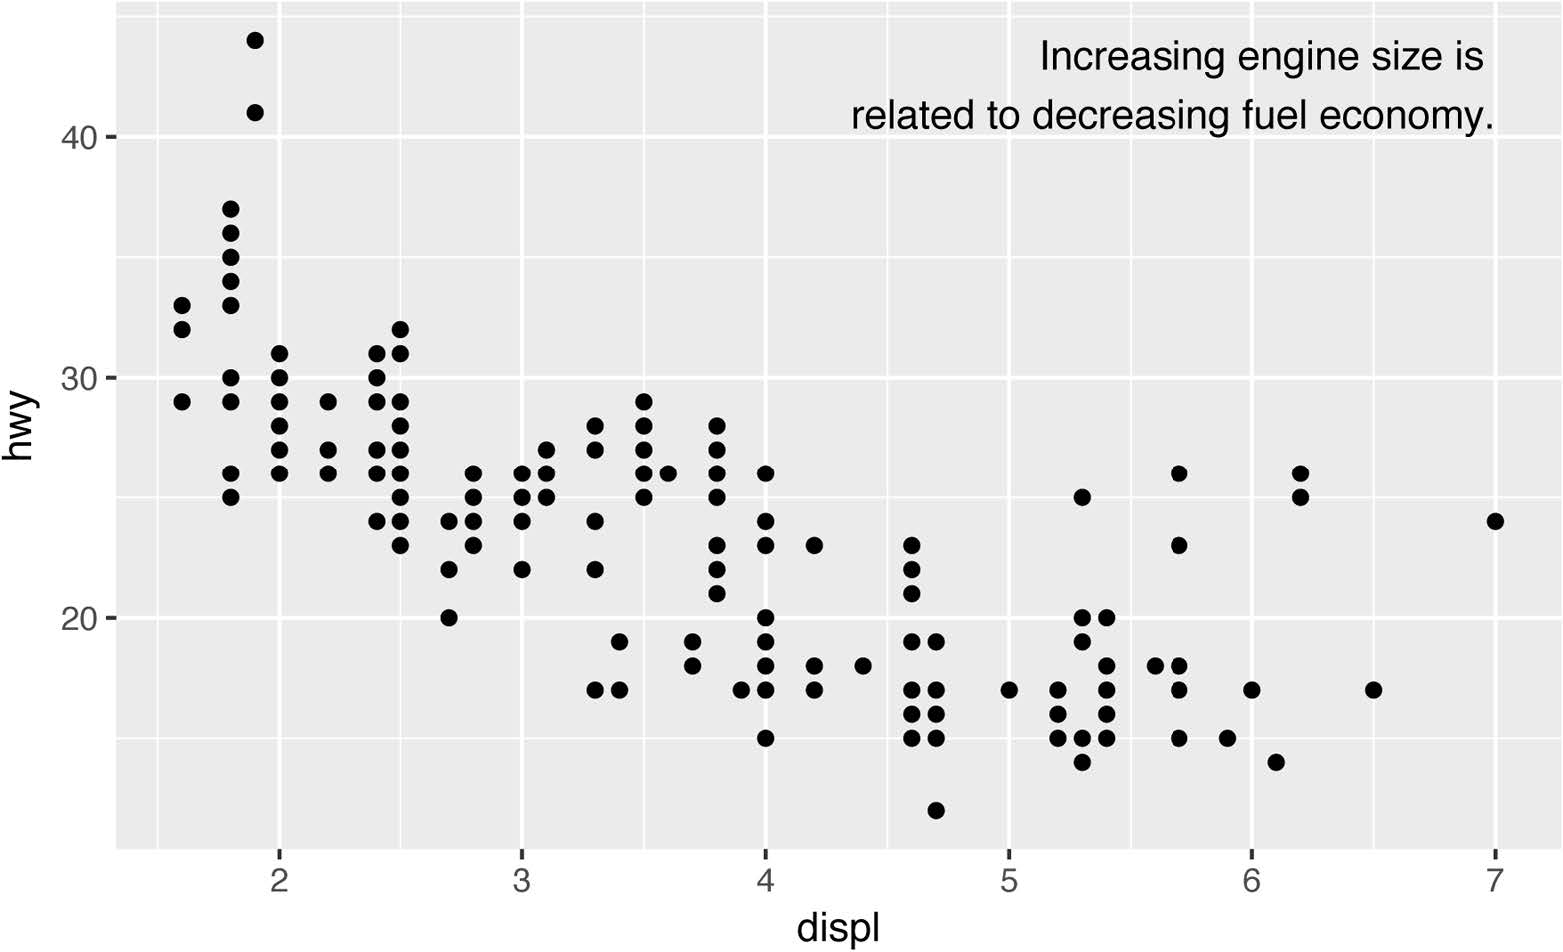 Increasing engine size is
related to decreasing fuel economy.
40
30
20
hwy
2 3 4 5 6 7
displ